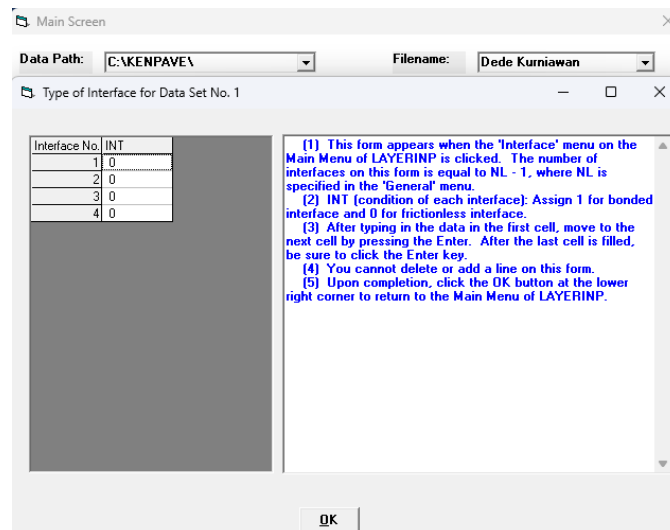 Main Screen
Data Path: C:\KENPAVE\ Filename: Dede Kurniawan
Type of Interface for Data Set No. 1
Interface No. INT
1 0
2 0
3 0
4 0
(1) This form appears when the 'Interface' menu on the
Main Menu of LAYERINP is clicked. The number of
interfaces on this form is equal to NL - 1, where NL is
specified in the 'General' menu.
(2) INT (condition of each interface): Assign 1 for bonded
interface and 0 for frictionless interface.
(3) After typing in the data in the first cell, move to the
next cell by pressing the Enter. After the last cell is filled,
be sure to click the Enter key.
(4) You cannot delete or add a line on this form.
(5) Upon completion, click the OK button at the lower
right corner to return to the Main Menu of LAYERINP.
OK